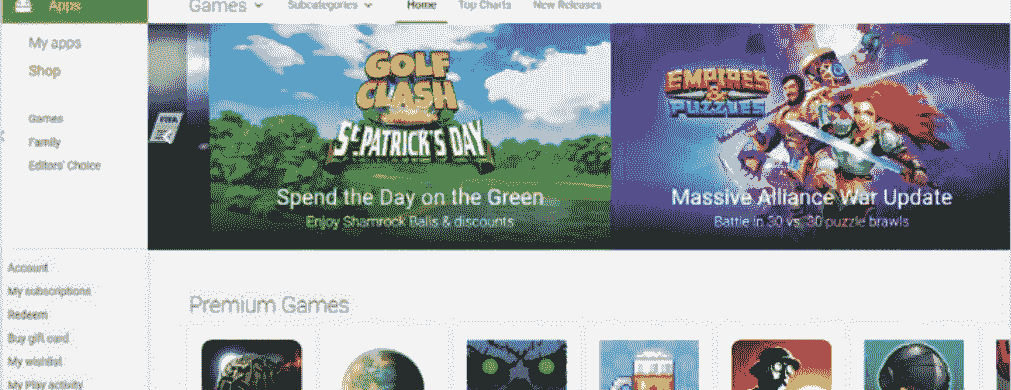 Apps
Games
Subcategories
Home
Top Charts
New Releases
My apps
Shop
Games
Family
Editors' Choice
Account
My subscriptions
Redeem
Buy gift card
My wishlist
My Play activity
FIFA
GOLF
CLASH
ST. PATRICK'S DAY
Spend the Day on the Green
Enjoy Shamrock Balls & discounts
EMPIRES
& PUZZLES
Massive Alliance War Update
Battle in 30 vs. 30 puzzle brawls
Premium Games